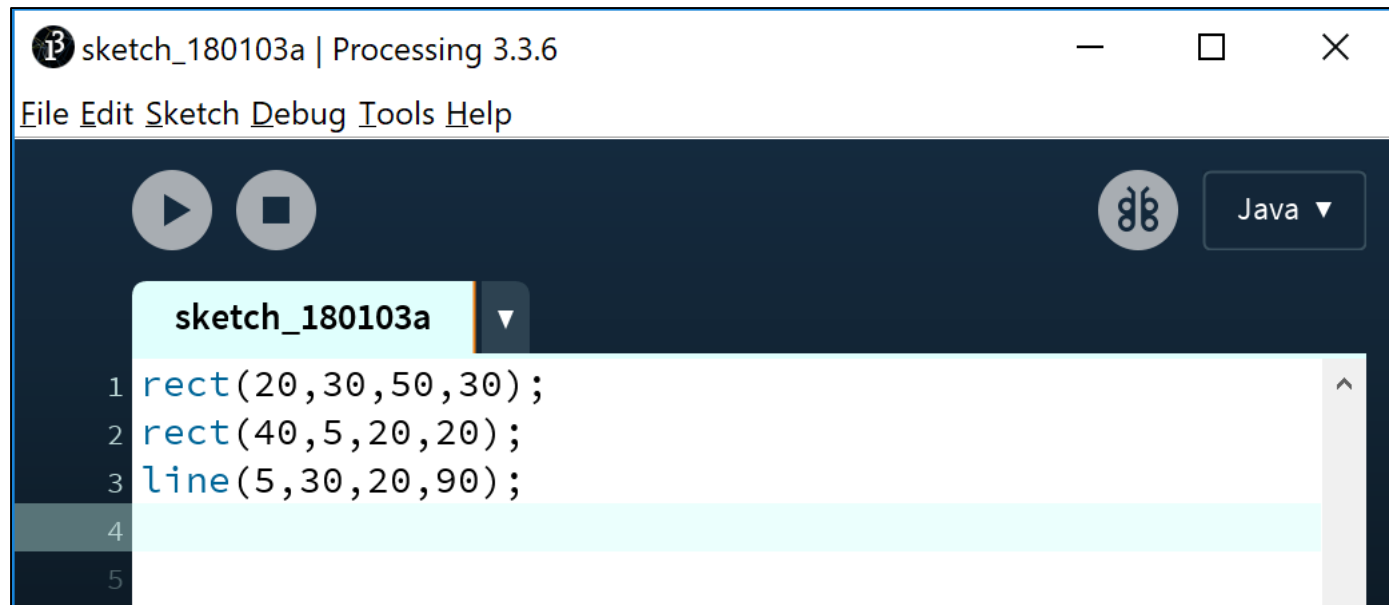 sketch_180103a | Processing 3.3.6
File Edit Sketch Debug Tools Help
Java ▼
sketch_180103a ▼
1 rect(20,30,50,30);
2 rect(40,5,20,20);
3 line(5,30,20,90);
4
5